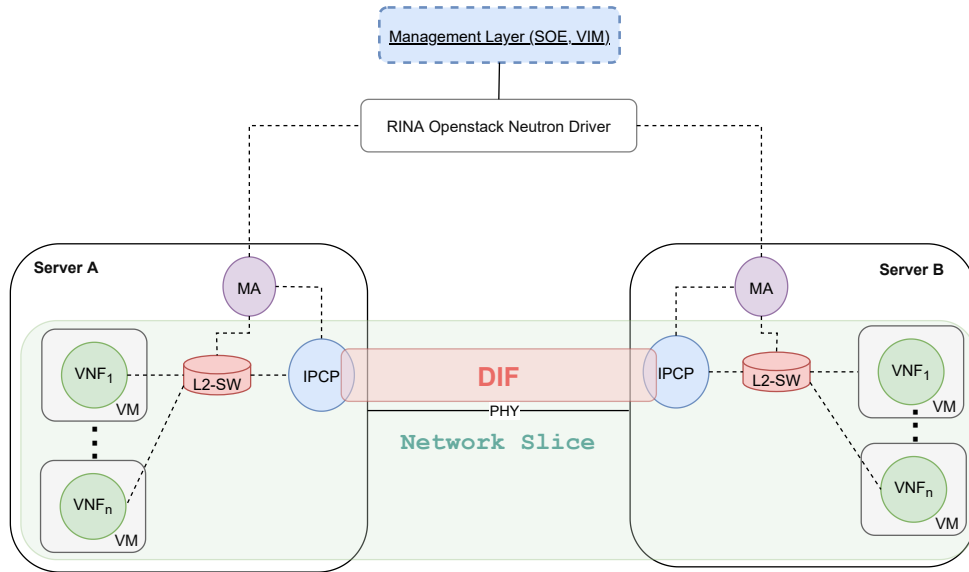 Management Layer (SOE, VIM)
RINA Openstack Neutron Driver
Server A
Server B
MA
MA
VNF1
VM
L2-SW
IPCP
DIF
IPCP
L2-SW
VNF1
VM
PHY
Network Slice
VNFn
VM
VNFn
VM